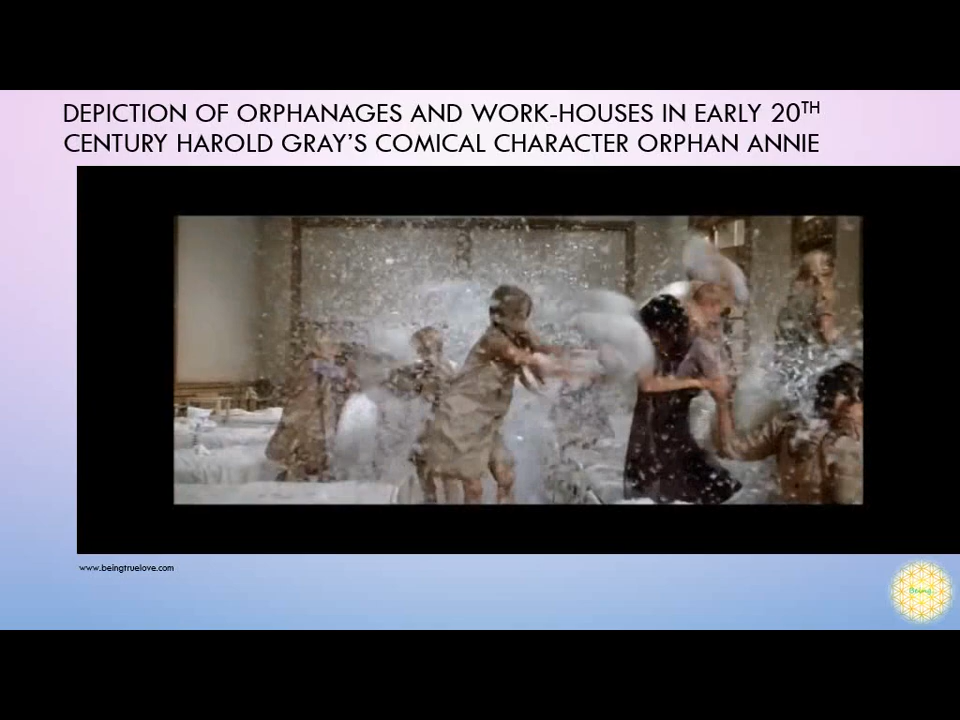 DEPICTION OF ORPHANAGES AND WORK-HOUSES IN EARLY 20TH
CENTURY HAROLD GRAY'S COMICAL CHARACTER ORPHAN ANNIE
www.beingtruelove.com
Being